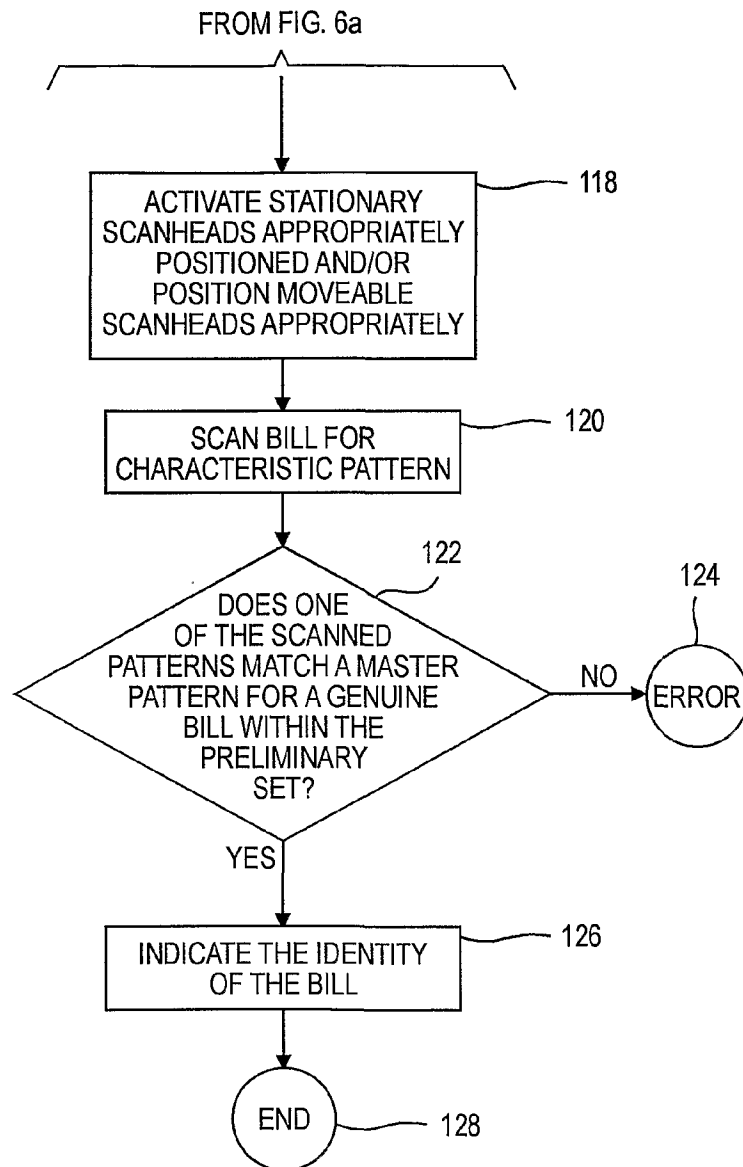 FROM FIG. 6a
ACTIVATE STATIONARY
SCANHEADS APPROPRIATELY
POSITIONED AND/OR
POSITION MOVEABLE
SCANHEADS APPROPRIATELY
118
SCAN BILL FOR
CHARACTERISTIC PATTERN
120
122
DOES ONE
OF THE SCANNED
PATTERNS MATCH A MASTER
PATTERN FOR A GENUINE
BILL WITHIN THE
PRELIMINARY
SET?
NO
124
ERROR
YES
INDICATE THE IDENTITY
OF THE BILL
126
END
128